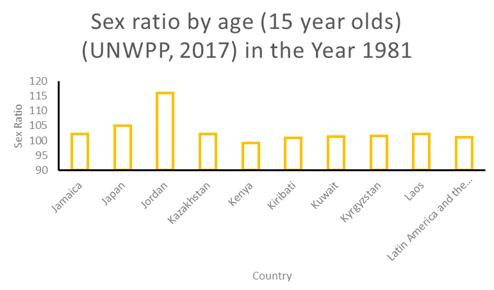 Sex ratio by age (15 year olds)
(UNWPP, 2017) in the Year 1981
120
115
110
105
100
95
90
Sex Ratio
Jamaica
Japan
Jordan
Kazakhstan
Kenya
Kiribati
Kuwait
Kyrgyzstan
Laos
Latin America and the...
Country